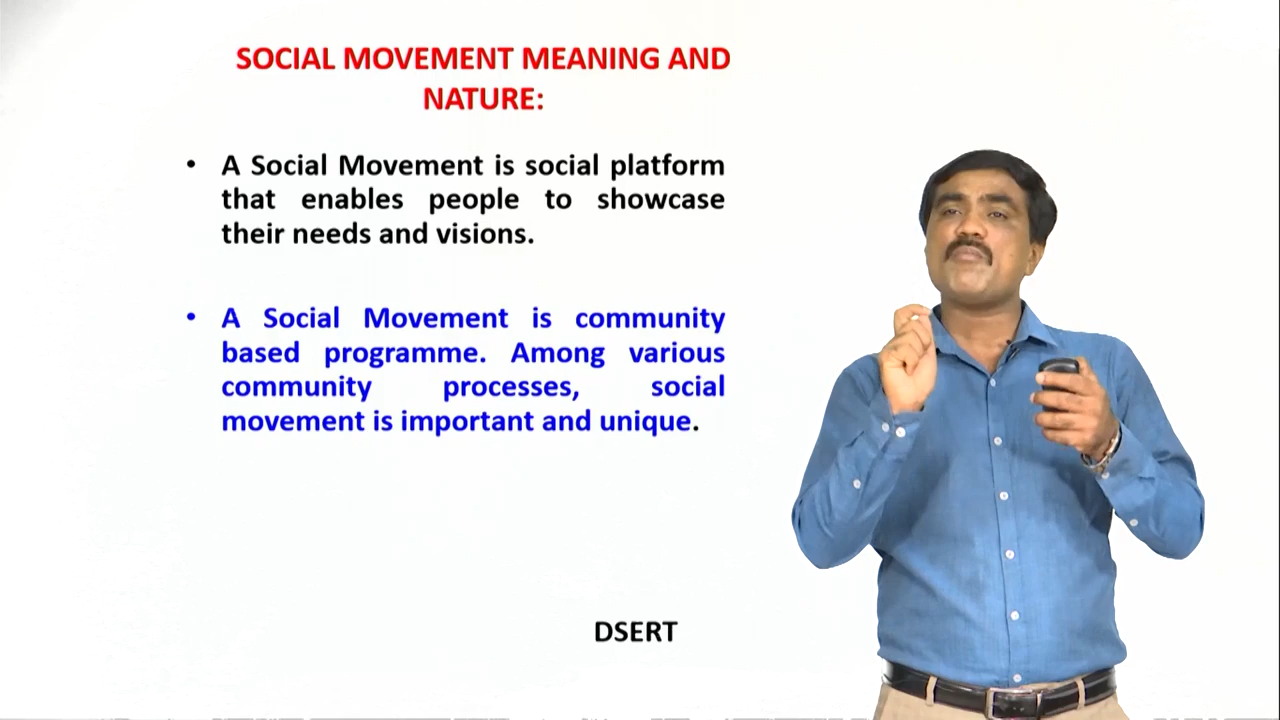 SOCIAL MOVEMENT MEANING AND
NATURE:
• A Social Movement is social platform
that enables people to showcase
their needs and visions.
• A Social Movement is community
based programme. Among various
community processes, social
movement is important and unique.
DSERT